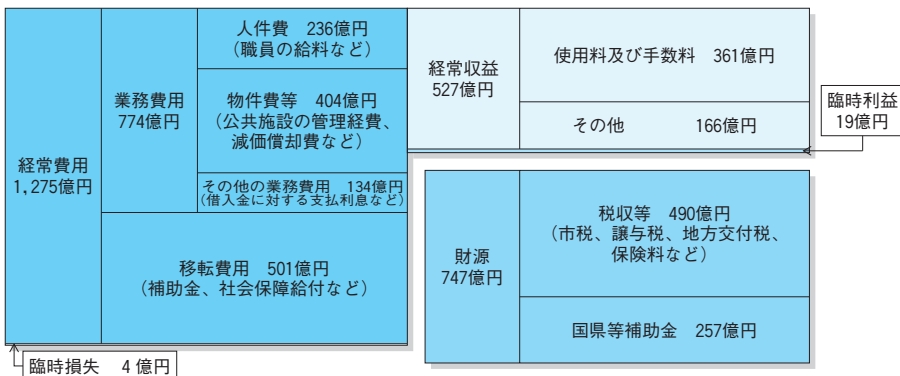 経常費用
1,275億円
業務費用
774億円
人件費　236億円
（職員の給料など）
物件費等　404億円
（公共施設の管理経費、
減価償却費など）
その他の業務費用　134億円
（借入金に対する支払利息など）
移転費用　501億円
（補助金、社会保障給付など）
臨時損失　4億円
経常収益
527億円
使用料及び手数料　361億円
その他　166億円
臨時利益
19億円
財源
747億円
税収等　490億円
（市税、譲与税、地方交付税、
保険料など）
国県等補助金　257億円